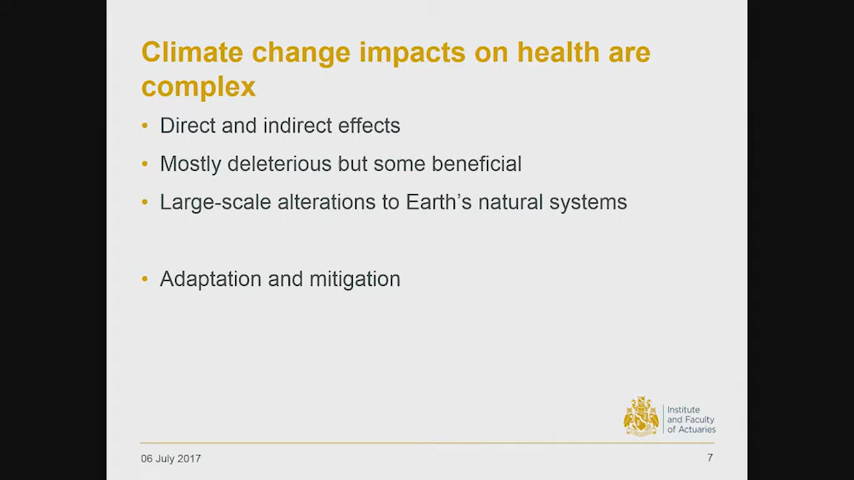 Climate change impacts on health are
complex
• Direct and indirect effects
• Mostly deleterious but some beneficial
• Large-scale alterations to Earth's natural systems
• Adaptation and mitigation
Institute
and Faculty
of Actuaries
06 July 2017
7